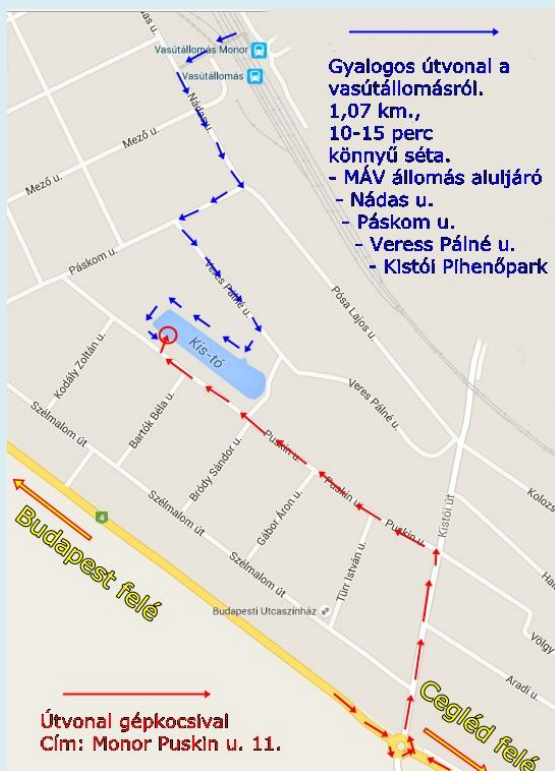 Nádas u.
Vasútállomás Monor
Vasútállomás
Nádas u.
Mező u.
Mező u.
Gyalogos útvonal a
vasútállomásról.
1,07 km.,
10-15 perc
könnyű séta.
- MÁV állomás aluljáró
- Nádas u.
- Páskom u.
- Veress Pálné u.
- Kistói Pihenőpark
Páskom u.
Veres Pálné u.
Pósa Lajos u.
Kis-tó
Kodály Zoltán u.
Veres Pálné u.
Szélmalom út
Bartók Béla u.
Bródy Sándor u.
Puskin u.
Kistói út
Kolozs
4
Budapest felé
Szélmalom út
Gábor Áron u.
Puskin u.
Puskin u.
Szélmalom út
Türr István u.
Völgy
Budapesti Utcaszínház
Aradi u.
Cegléd felé
Útvonal gépkocsival
Cím: Monor Puskin u. 11.